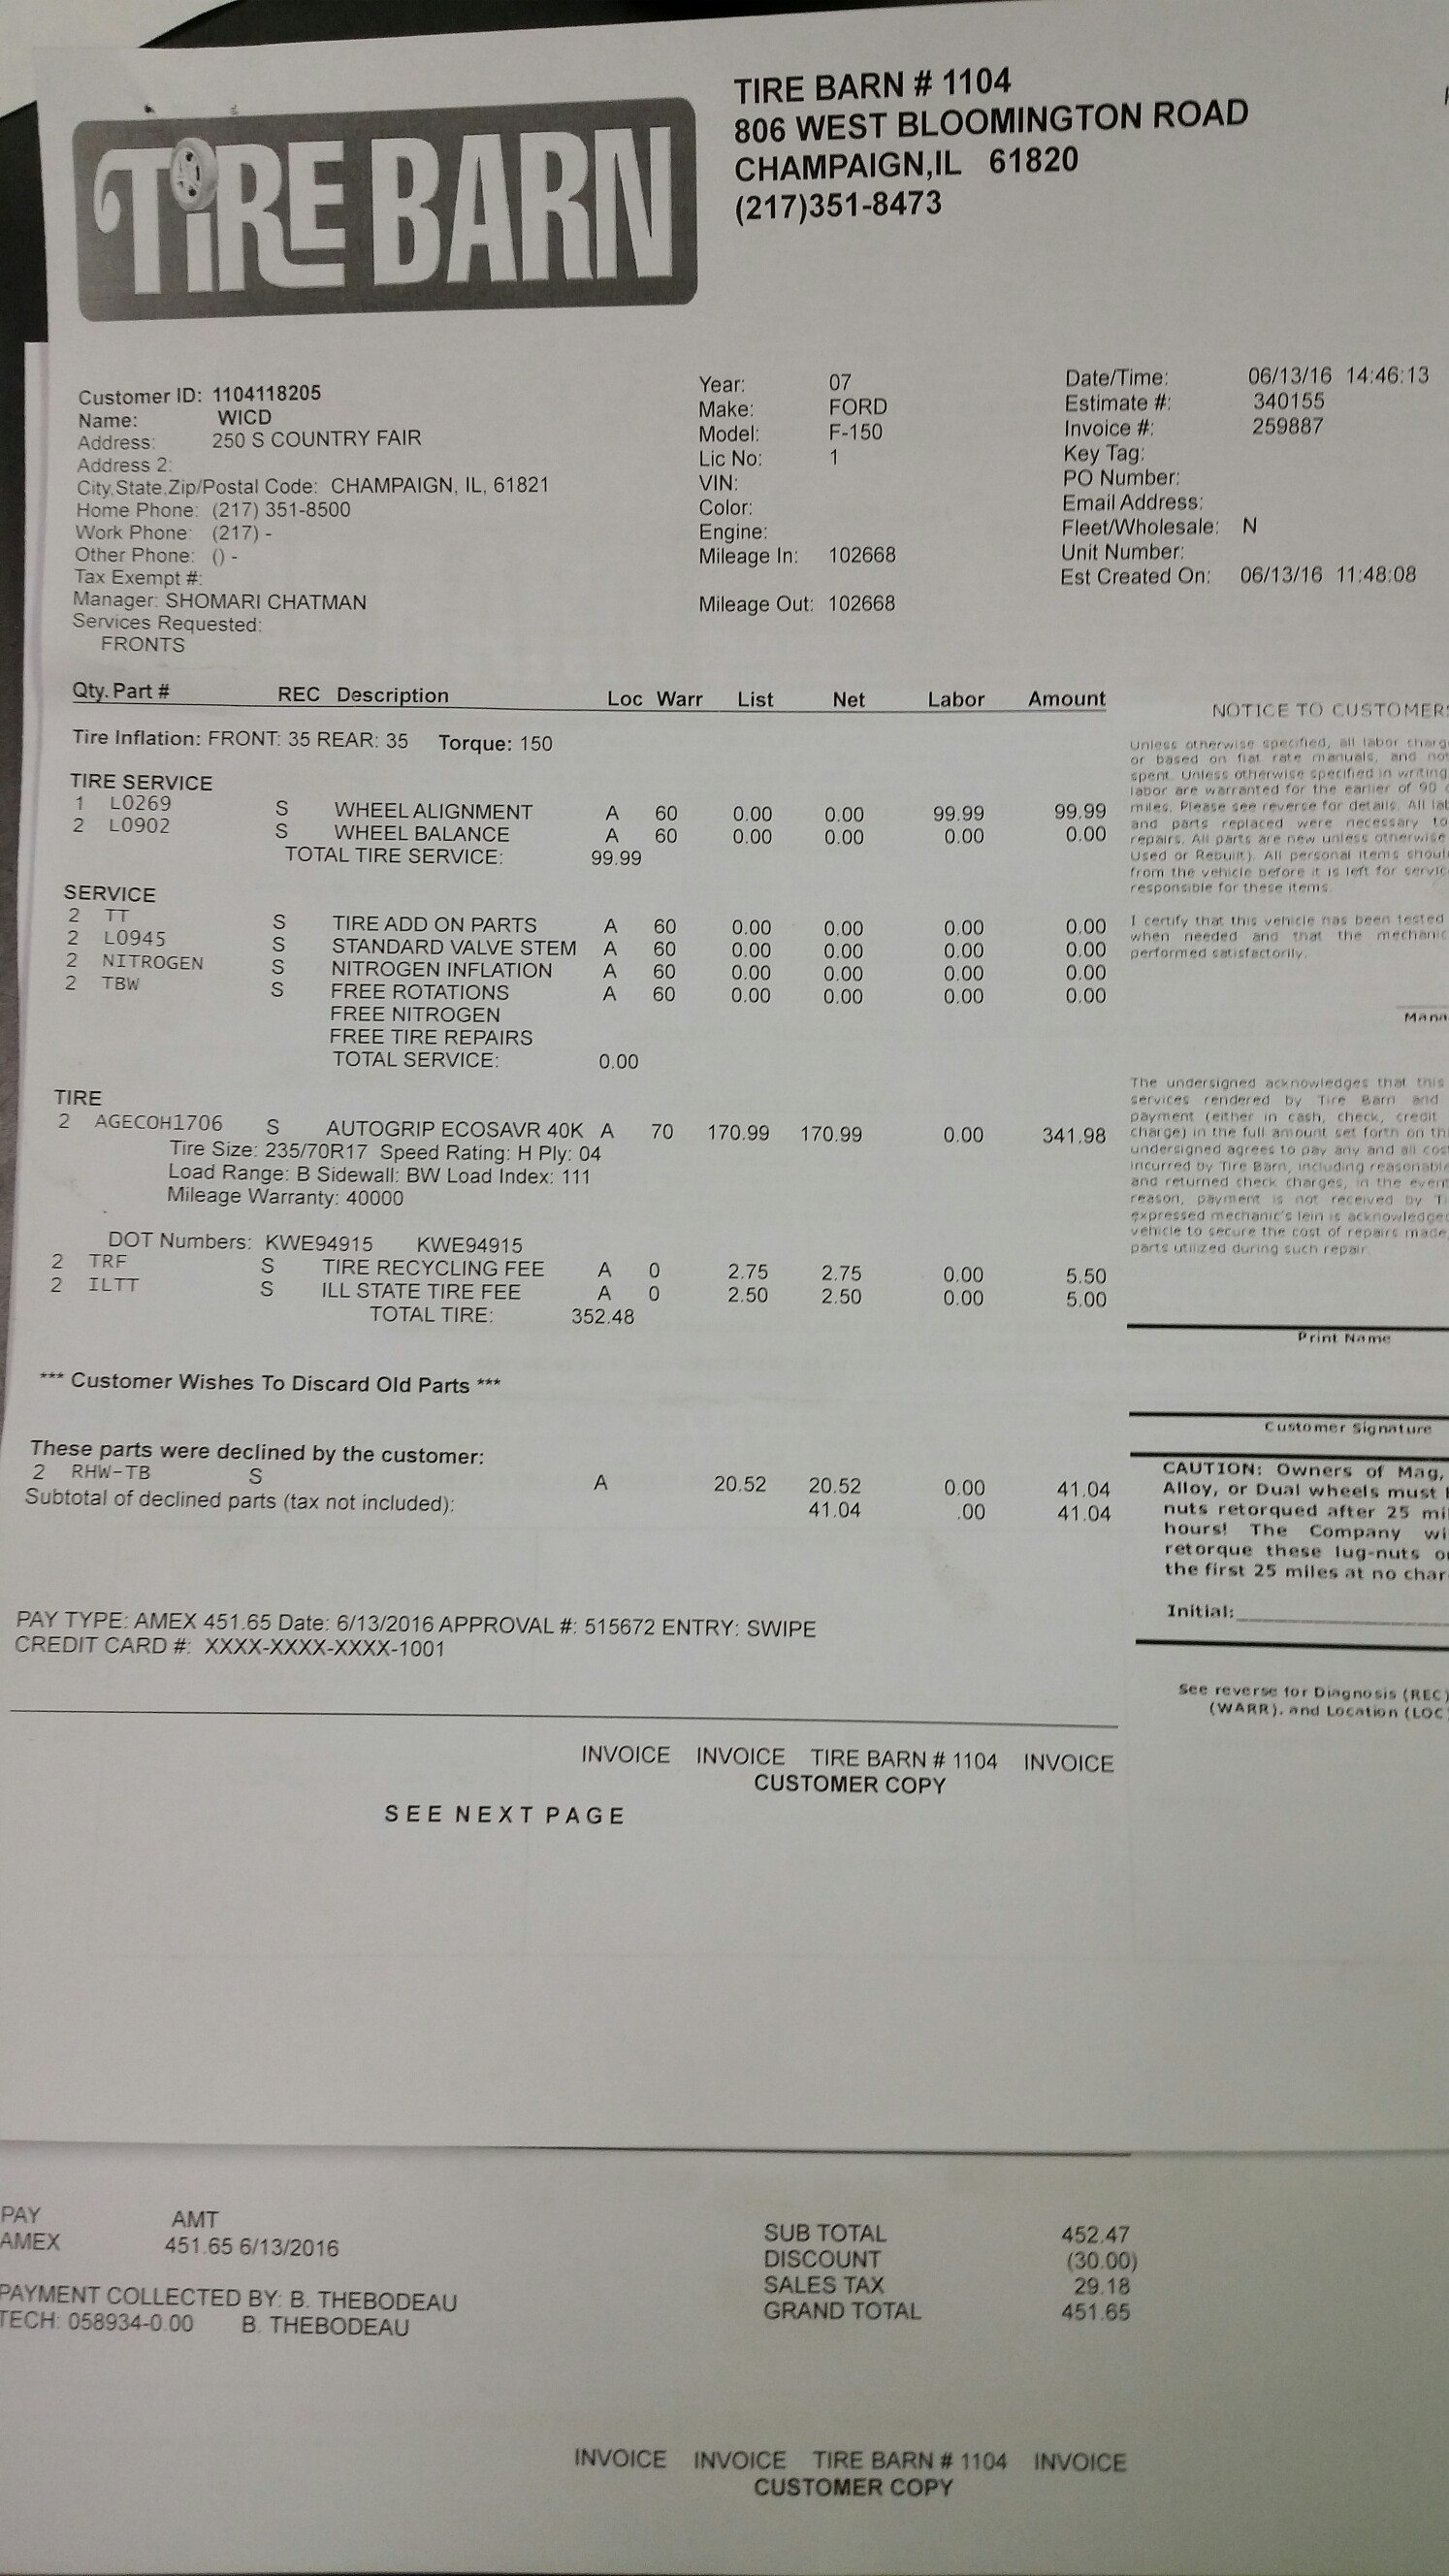 TIRE BARN
TIRE BARN # 1104
806 WEST BLOOMINGTON ROAD
CHAMPAIGN,IL 61820
(217)351-8473
Customer ID: 1104118205
Name: WICD
Address: 250 S COUNTRY FAIR
Address 2:
City,State,Zip/Postal Code: CHAMPAIGN, IL, 61821
Home Phone: (217) 351-8500
Work Phone: (217) -
Other Phone: () -
Tax Exempt #:
Manager: SHOMARI CHATMAN
Services Requested:
FRONTS
Year: 07
Make: FORD
Model: F-150
Lic No: 1
VIN:
Color:
Engine:
Mileage In: 102668
Mileage Out: 102668
Date/Time: 06/13/16 14:46:13
Estimate #: 340155
Invoice #: 259887
Key Tag:
PO Number:
Email Address:
Fleet/Wholesale: N
Unit Number:
Est Created On: 06/13/16 11:48:08
Qty. Part # REC Description Loc Warr List Net Labor Amount
Tire Inflation: FRONT: 35 REAR: 35 Torque: 150
TIRE SERVICE
1 L0269 S WHEEL ALIGNMENT A 60 0.00 0.00 99.99 99.99
2 L0902 S WHEEL BALANCE A 60 0.00 0.00 0.00 0.00
TOTAL TIRE SERVICE: 99.99
SERVICE
2 TT S TIRE ADD ON PARTS A 60 0.00 0.00 0.00 0.00
2 L0945 S STANDARD VALVE STEM A 60 0.00 0.00 0.00 0.00
2 NITROGEN S NITROGEN INFLATION A 60 0.00 0.00 0.00 0.00
2 TBW S FREE ROTATIONS A 60 0.00 0.00 0.00 0.00
FREE NITROGEN
FREE TIRE REPAIRS
TOTAL SERVICE: 0.00
TIRE
2 AGECOH1706 S AUTOGRIP ECOSAVR 40K A 70 170.99 170.99 0.00 341.98
Tire Size: 235/70R17 Speed Rating: H Ply: 04
Load Range: B Sidewall: BW Load Index: 111
Mileage Warranty: 40000
DOT Numbers: KWE94915 KWE94915
2 TRF S TIRE RECYCLING FEE A 0 2.75 2.75 0.00 5.50
2 ILTT S ILL STATE TIRE FEE A 0 2.50 2.50 0.00 5.00
TOTAL TIRE: 352.48
*** Customer Wishes To Discard Old Parts ***
These parts were declined by the customer:
2 RHW-TB S A 20.52 20.52 0.00 41.04
Subtotal of declined parts (tax not included): 41.04 .00 41.04
PAY TYPE: AMEX 451.65 Date: 6/13/2016 APPROVAL #: 515672 ENTRY: SWIPE
CREDIT CARD #: XXXX-XXXX-XXXX-1001
NOTICE TO CUSTOMERS
Unless otherwise specified, all labor charg
or based on flat rate manuals, and no
spent. Unless otherwise specified in writing
labor are warranted for the earlier of 90
miles. Please see reverse for details. All la
and parts replaced were necessary to
repairs. All parts are new unless otherwise
Used or Rebuilt). All personal items shoul
from the vehicle before it is left for servic
responsible for these items.
I certify that this vehicle has been tested
when needed and that the mechanic
performed satisfactorily.
Mana
The undersigned acknowledges that this
services rendered by Tire Barn and
payment (either in cash, check, credit
charge) in the full amount set forth on th
undersigned agrees to pay any and all cost
incurred by Tire Barn, including reasonable
and returned check charges, in the event
reason, payment is not received by Ti
expressed mechanic's lein is acknowledged
vehicle to secure the cost of repairs made,
parts utilized during such repair.
Print Name
Customer Signature
CAUTION: Owners of Mag,
Alloy, or Dual wheels must
nuts retorqued after 25 mi
hours! The Company wi
retorque these lug-nuts o
the first 25 miles at no char
Initial:
See reverse for Diagnosis (REC)
(WARR). and Location (LOC
INVOICE INVOICE TIRE BARN # 1104 INVOICE
CUSTOMER COPY
SEE NEXT PAGE
PAY AMT
AMEX 451.65 6/13/2016
PAYMENT COLLECTED BY: B. THEBODEAU
TECH: 058934-0.00 B. THEBODEAU
SUB TOTAL 452.47
DISCOUNT (30.00)
SALES TAX 29.18
GRAND TOTAL 451.65
INVOICE INVOICE TIRE BARN # 1104 INVOICE
CUSTOMER COPY